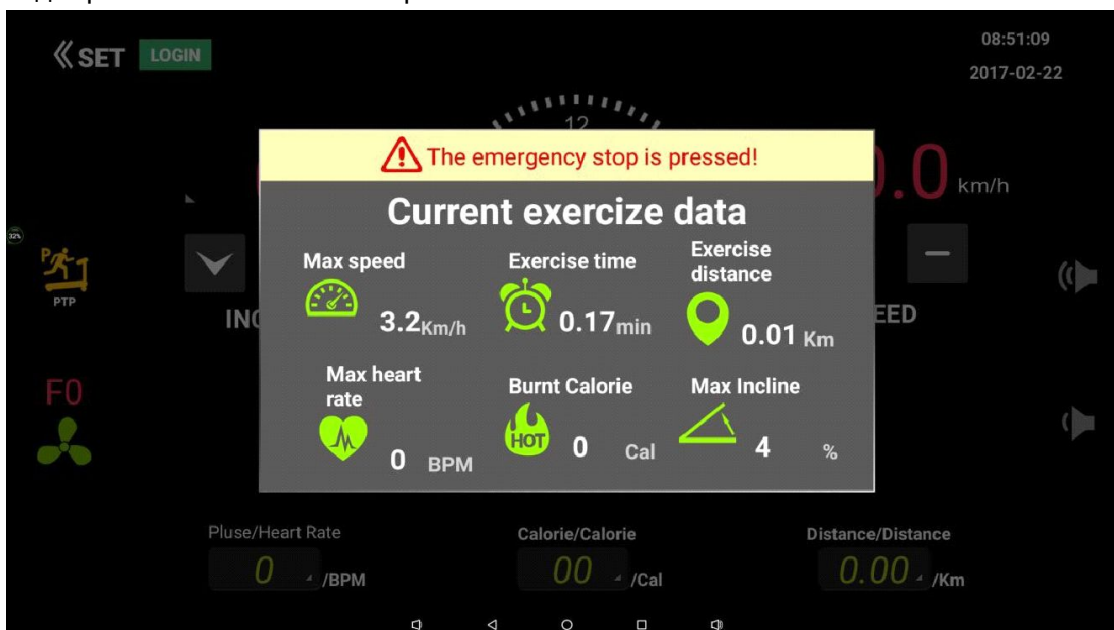 SET LOGIN
08:51:09
2017-02-22
12
The emergency stop is pressed!
.0 km/h
Current exercize data
Max speed
3.2Km/h
Exercise time
0.17min
Exercise
distance
0.01 Km
32%
PTP
INC
EED
Max heart
rate
0 BPM
Burnt Calorie
HOT
0 Cal
Max Incline
4 %
F0
Pluse/Heart Rate
0 /BPM
Calorie/Calorie
00 /Cal
Distance/Distance
0.00 /Km